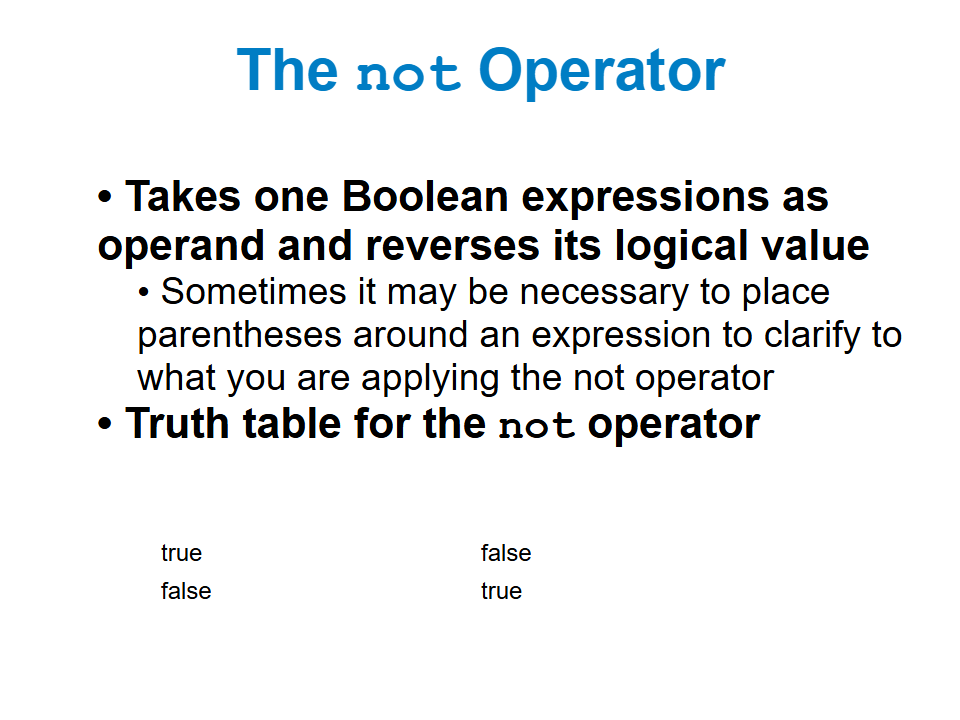 The not Operator
• Takes one Boolean expressions as
operand and reverses its logical value
• Sometimes it may be necessary to place
parentheses around an expression to clarify to
what you are applying the not operator
• Truth table for the not operator
true false
false true